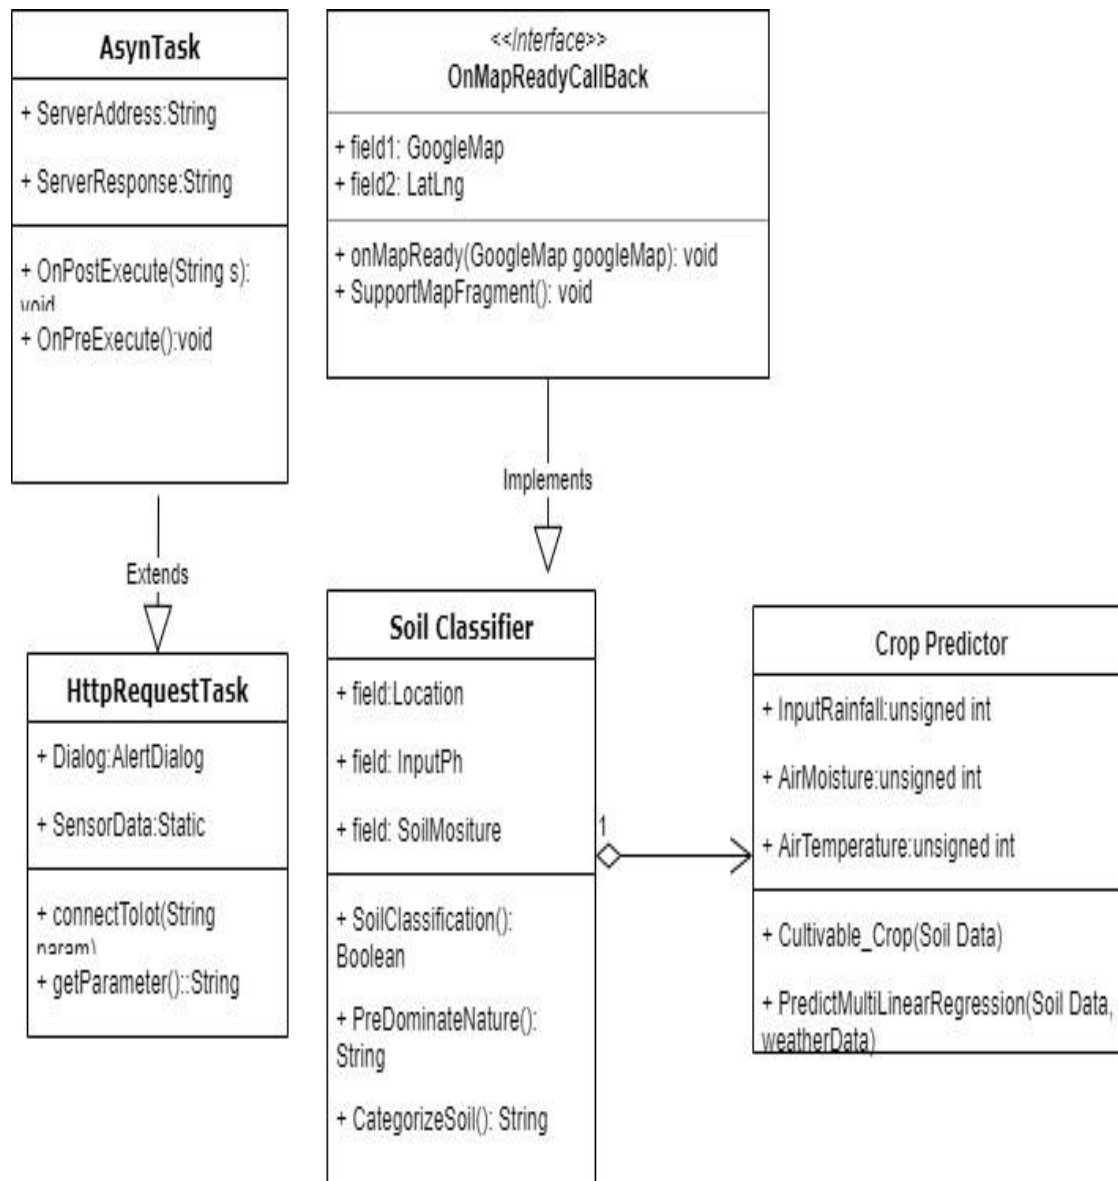 AsynTask
+ ServerAddress:String
+ ServerResponse:String
+ OnPostExecute(String s):
void
+ OnPreExecute():void
Extends
HttpRequestTask
+ Dialog:AlertDialog
+ SensorData:Static
+ connectToIot(String
param)
+ getParameter()::String
<<Interface>>
OnMapReadyCallBack
+ field1: GoogleMap
+ field2: LatLng
+ onMapReady(GoogleMap googleMap): void
+ SupportMapFragment(): void
Implements
Soil Classifier
+ field:Location
+ field: InputPh
+ field: SoilMositure
+ SoilClassification():
Boolean
+ PreDominateNature():
String
+ CategorizeSoil(): String
1
Crop Predictor
+ InputRainfall:unsigned int
+ AirMoisture:unsigned int
+ AirTemperature:unsigned int
+ Cultivable_Crop(Soil Data)
+ PredictMultiLinearRegression(Soil Data,
weatherData)